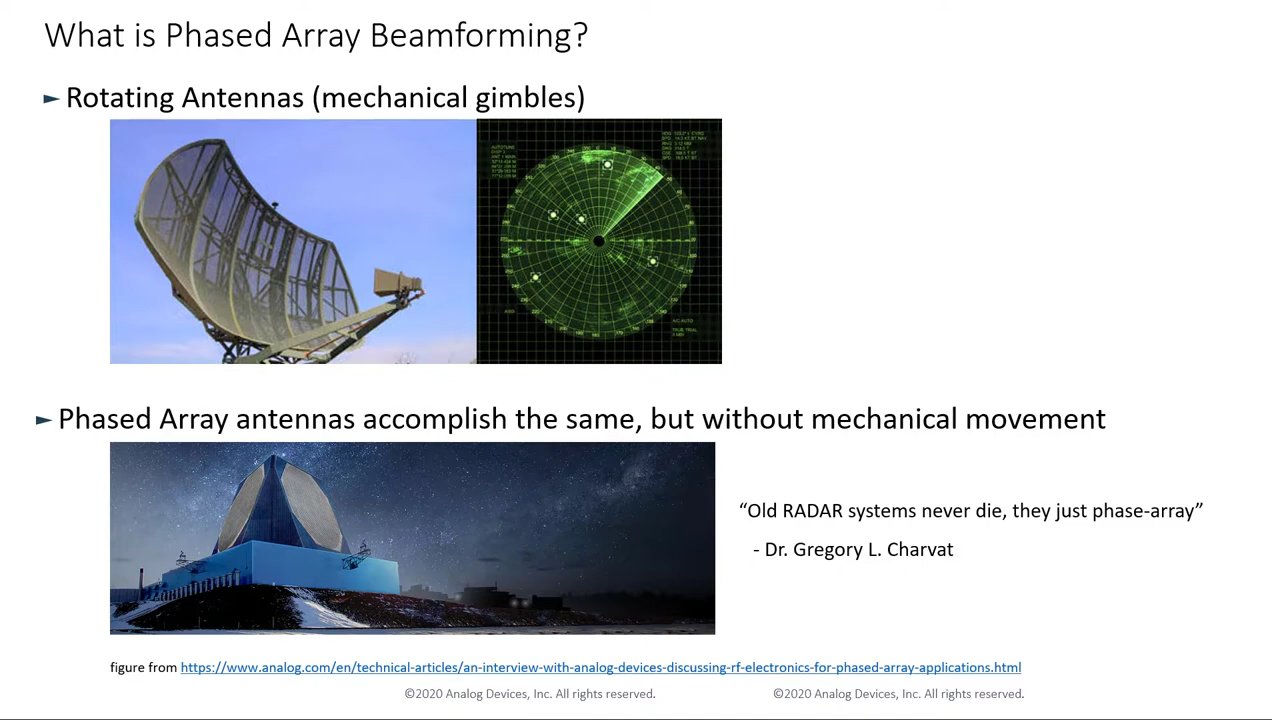 What is Phased Array Beamforming?
► Rotating Antennas (mechanical gimbles)
► Phased Array antennas accomplish the same, but without mechanical movement
“Old RADAR systems never die, they just phase-array”
- Dr. Gregory L. Charvat
figure from https://www.analog.com/en/technical-articles/an-interview-with-analog-devices-discussing-rf-electronics-for-phased-array-applications.html
©2020 Analog Devices, Inc. All rights reserved.
©2020 Analog Devices, Inc. All rights reserved.